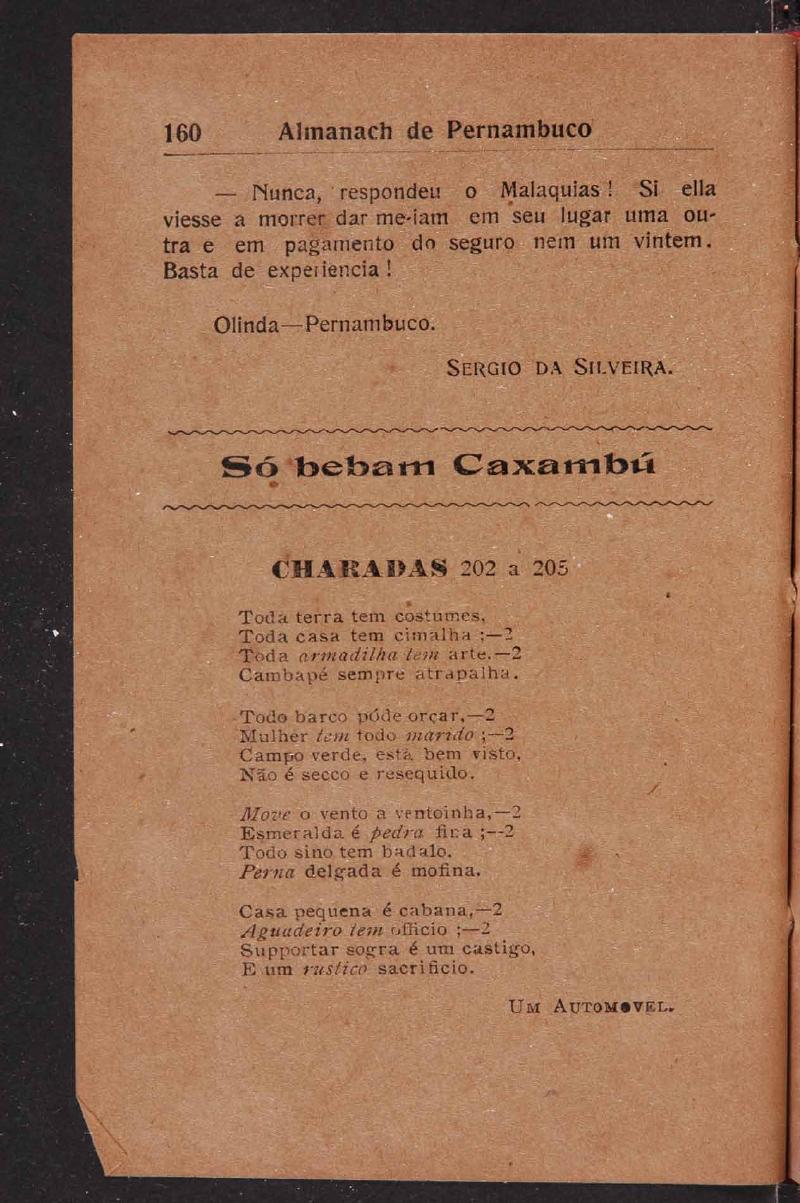 160 Almanach de Pernambuco
— Nunca, respondeu o Malaquias! Si ella
viesse a morrer dar me-iam em seu lugar uma ou-
tra e em pagamento do seguro nem um vintem.
Basta de experiencia!
Olinda—Pernambuco.
SERGIO DA SILVEIRA.
Só bebam Caxambú
CHARADAS 202 a 205
Toda terra tem costumes,
Toda casa tem cimalha ;—2
Toda armadilha tem arte.—2
Cambapé sempre atrapalha.
Todo barco póde orçar,—2
Mulher tem todo marido ;—2
Campo verde, está bem visto,
Não é secco e resequido.
Move o vento a ventoinha,—2
Esmeralda é pedra fina ;—2
Todo sino tem badalo.
Perna delgada é mofina.
Casa pequena é cabana,—2
Aguadeiro tem officio ;—2
Supportar sogra é um castigo,
E um rustico sacrificio.
UM AUTOMOVEL.